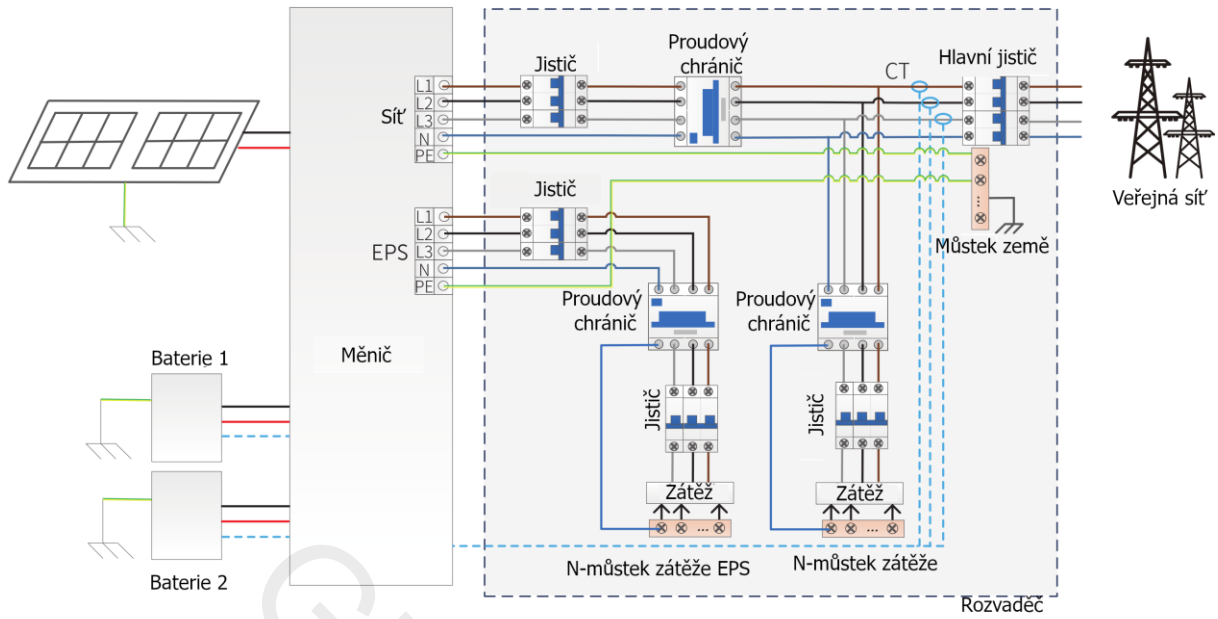 Jistič
Proudový
chránič
CT
Hlavní jistič
Síť
L1
L2
L3
N
PE
Veřejná síť
Můstek země
...
Jistič
EPS
L1
L2
L3
N
PE
Proudový
chránič
Proudový
chránič
Měnič
Baterie 1
Jistič
Jistič
Zátěž
Zátěž
...
...
Baterie 2
N-můstek zátěže EPS
N-můstek zátěže
Rozvaděč